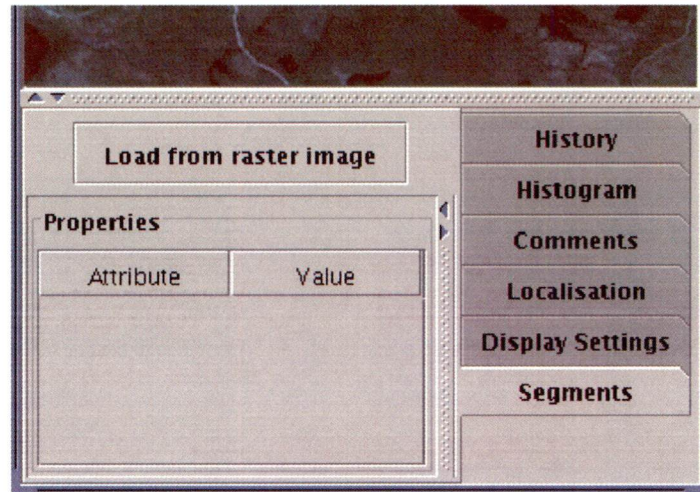 Load from raster image
Properties
Attribute Value
History
Histogram
Comments
Localisation
Display Settings
Segments